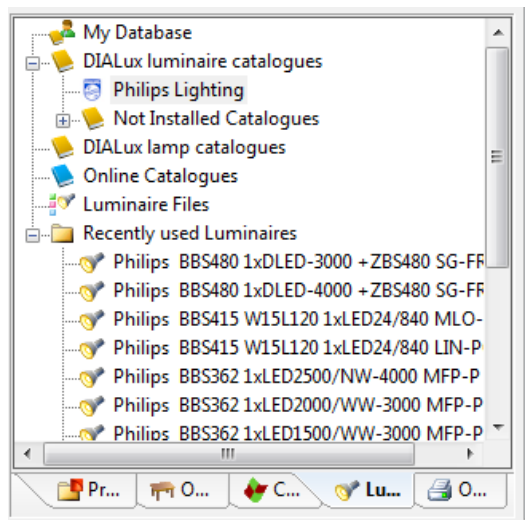 My Database
DIALux luminaire catalogues
Philips Lighting
Not Installed Catalogues
DIALux lamp catalogues
Online Catalogues
Luminaire Files
Recently used Luminaires
Philips BBS480 1xDLED-3000 +ZBS480 SG-FR
Philips BBS480 1xDLED-4000 +ZBS480 SG-FR
Philips BBS415 W15L120 1xLED24/840 MLO-
Philips BBS415 W15L120 1xLED24/840 LIN-P
Philips BBS362 1xLED2500/NW-4000 MFP-P
Philips BBS362 1xLED2000/WW-3000 MFP-P
Philips BBS362 1xLED1500/WW-3000 MFP-P
Pr... O... C... Lu... O...